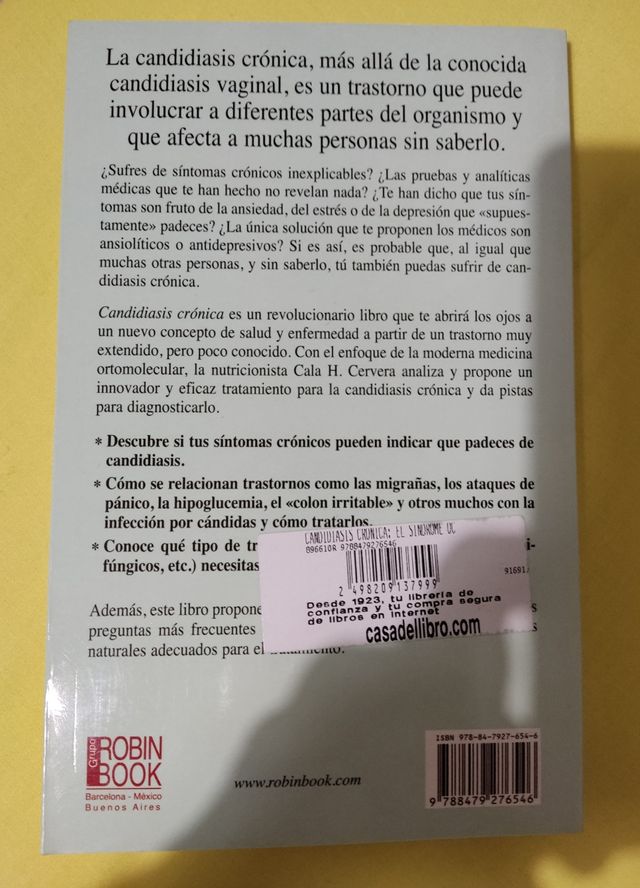 La candidiasis crónica, más allá de la conocida
candidiasis vaginal, es un trastorno que puede
involucrar a diferentes partes del organismo y
que afecta a muchas personas sin saberlo.
¿Sufres de síntomas crónicos inexplicables? ¿Las pruebas y analíticas
médicas que te han hecho no revelan nada? ¿Te han dicho que tus sín-
tomas son fruto de la ansiedad, del estrés o de la depresión que «supues-
tamente» padeces? ¿La única solución que te proponen los médicos son
ansiolíticos o antidepresivos? Si es así, es probable que, al igual que
muchas otras personas, y sin saberlo, tú también puedas sufrir de can-
didiasis crónica.
Candidiasis crónica es un revolucionario libro que te abrirá los ojos a
un nuevo concepto de salud y enfermedad a partir de un trastorno muy
extendido, pero poco conocido. Con el enfoque de la moderna medicina
ortomolecular, la nutricionista Cala H. Cervera analiza y propone un
innovador y eficaz tratamiento para la candidiasis crónica y da pistas
para diagnosticarlo.
* Descubre si tus síntomas crónicos pueden indicar que padeces de
candidiasis.
* Cómo se relacionan trastornos como las migrañas, los ataques de
pánico, la hipoglucemia, el «colon irritable» y otros muchos con la
infección por cándidas y cómo tratarlos.
* Conoce qué tipo de tr i-
fúngicos, etc.) necesitas
Además, este libro propone s
preguntas más frecuentes s
naturales adecuados para el tratamiento.
CANDIDIASIS CRONICA: EL SINDROME OC
096610R 9788479276546
91691
2 498209 137999
Desde 1923, tu librería de
confianza y tu compra segura
de libros en internet
casadellibro.com
Grupo
ROBIN
BOOK
Barcelona - México
Buenos Aires
www.robinbook.com
ISBN 978-84-7927-654-6
9 788479 276546